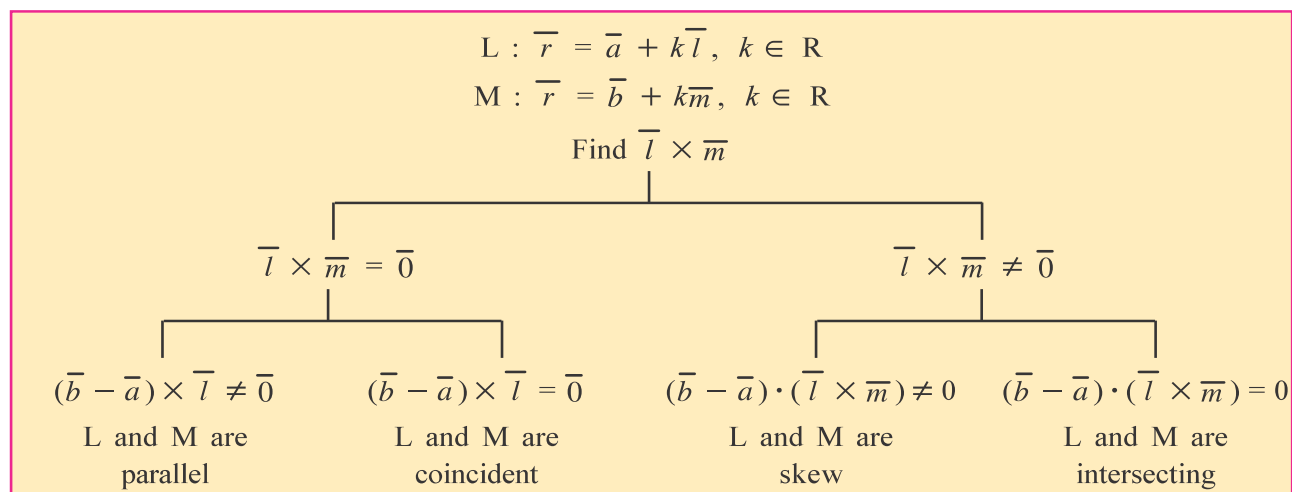 L : r̅ = a̅ + k l̅, k ∈ R
M : r̅ = b̅ + k m̅, k ∈ R
Find l̅ × m̅
l̅ × m̅ = 0̅
l̅ × m̅ ≠ 0̅
(b̅ − a̅) × l̅ ≠ 0̅
L and M are
parallel
(b̅ − a̅) × l̅ = 0̅
L and M are
coincident
(b̅ − a̅) · (l̅ × m̅) ≠ 0
L and M are
skew
(b̅ − a̅) · (l̅ × m̅) = 0
L and M are
intersecting